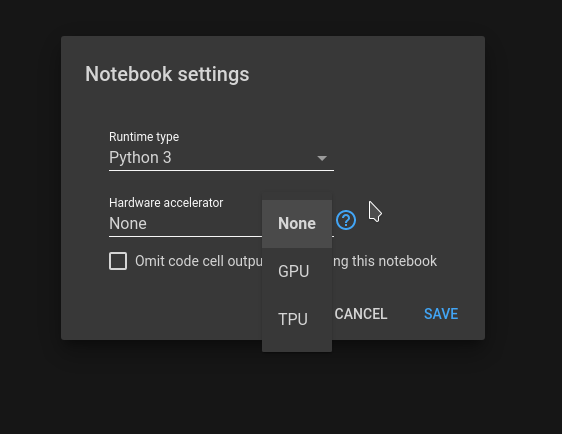 Notebook settings
Runtime type
Python 3
Hardware accelerator
None
?
None
Omit code cell outpu ng this notebook
GPU
TPU
CANCEL
SAVE